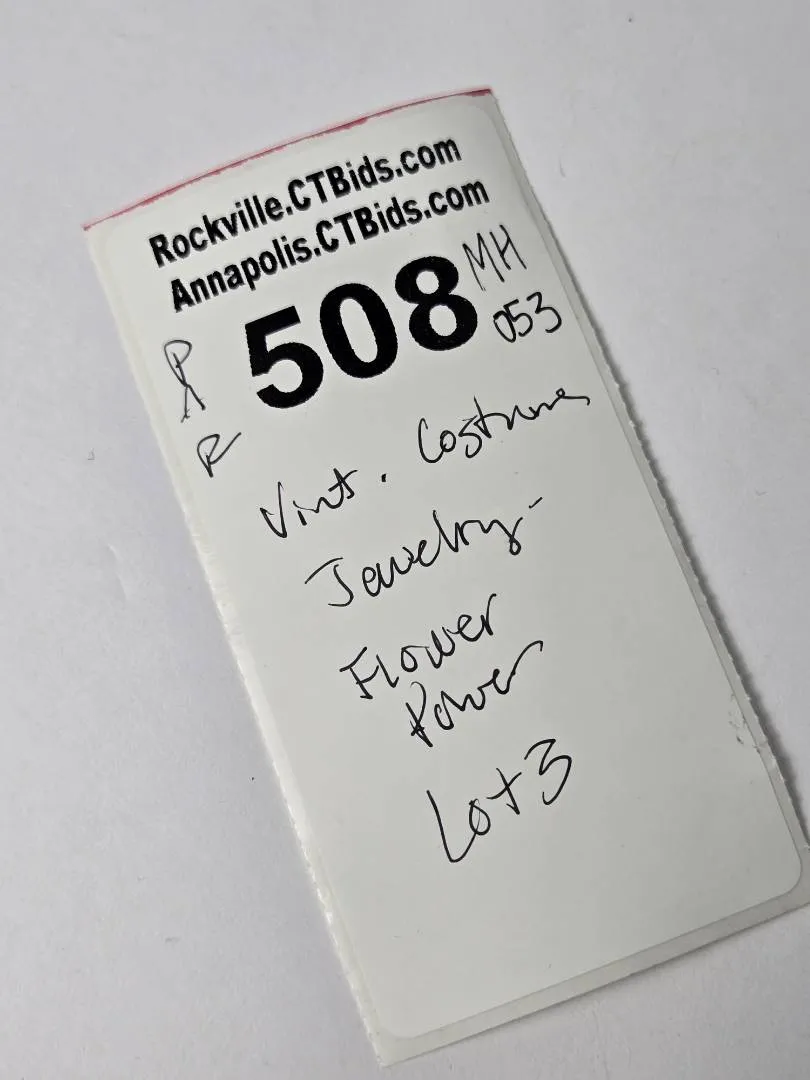 Rockville.CTBids.com
Annapolis.CTBids.com
508
MH
053
R
Vint. Costume
Jewelry-
Flower
Power
Lot 3